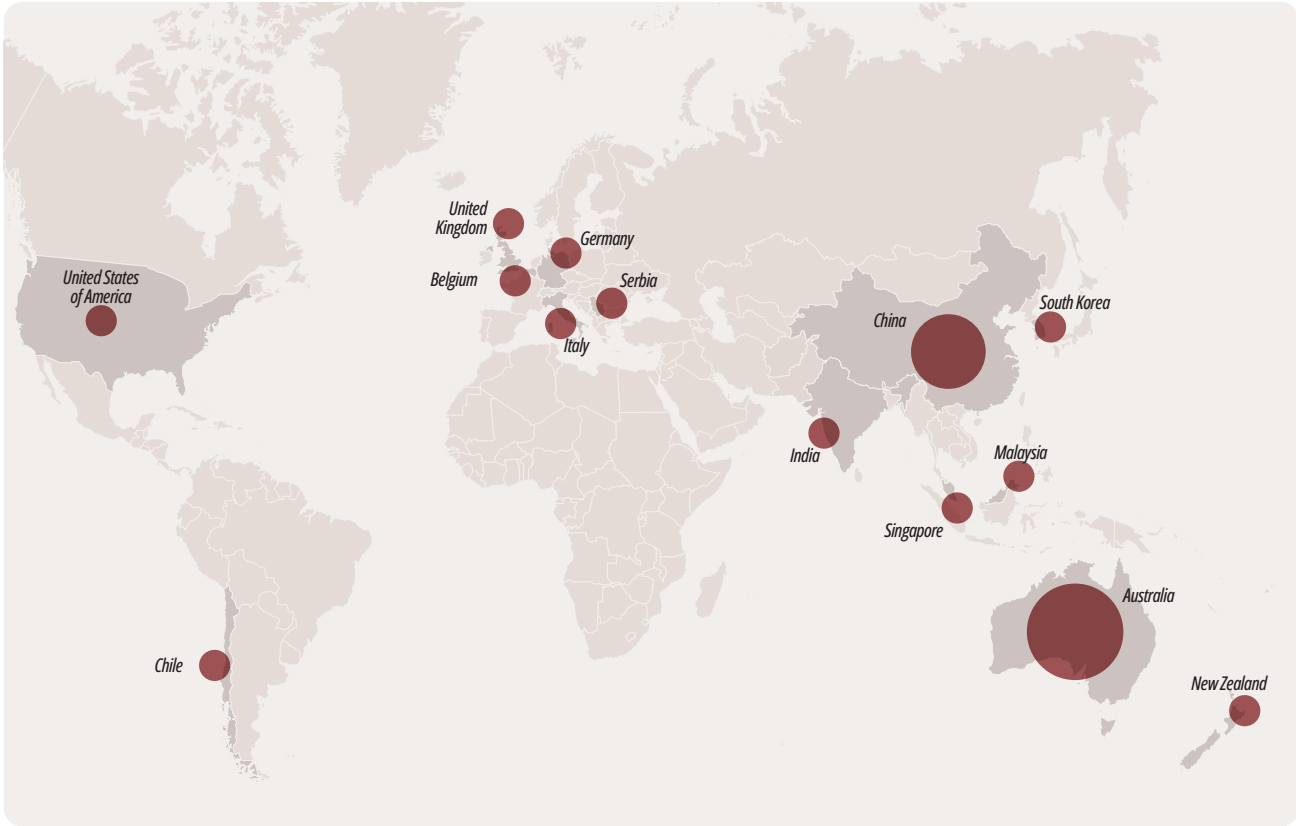 United
Kingdom
Germany
Belgium
Serbia
United States
of America
Italy
China
South Korea
India
Malaysia
Singapore
Australia
Chile
New Zealand